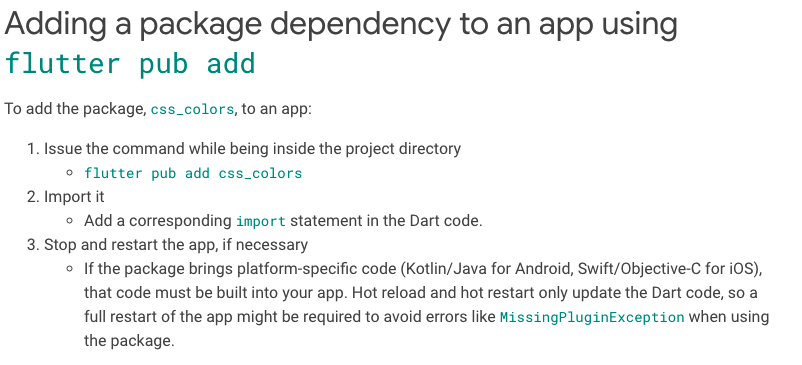 Adding a package dependency to an app using
flutter pub add
To add the package, css_colors, to an app:
1. Issue the command while being inside the project directory
flutter pub add css_colors
2. Import it
Add a corresponding import statement in the Dart code.
3. Stop and restart the app, if necessary
If the package brings platform-specific code (Kotlin/Java for Android, Swift/Objective-C for iOS),
that code must be built into your app. Hot reload and hot restart only update the Dart code, so a
full restart of the app might be required to avoid errors like MissingPluginException when using
the package.